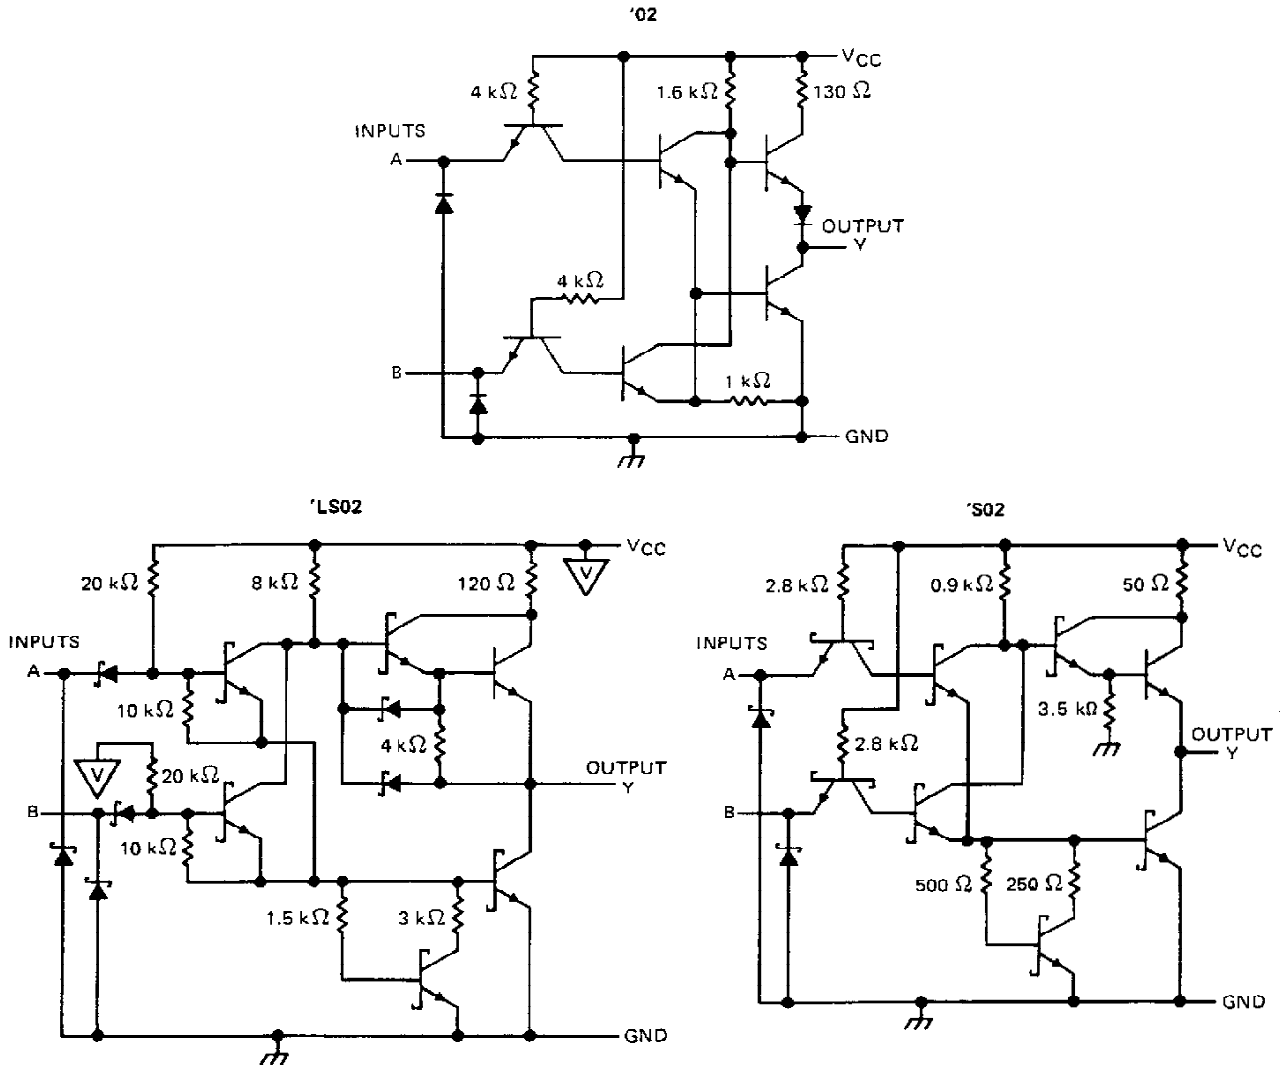 '02
VCC
4 kΩ
1.6 kΩ
130 Ω
INPUTS
A
OUTPUT
Y
4 kΩ
B
1 kΩ
GND
'LS02
VCC
V
20 kΩ
8 kΩ
120 Ω
INPUTS
A
10 kΩ
4 kΩ
V
20 kΩ
OUTPUT
Y
B
10 kΩ
1.5 kΩ
3 kΩ
GND
'S02
VCC
2.8 kΩ
0.9 kΩ
50 Ω
INPUTS
A
3.5 kΩ
2.8 kΩ
OUTPUT
Y
B
500 Ω
250 Ω
GND